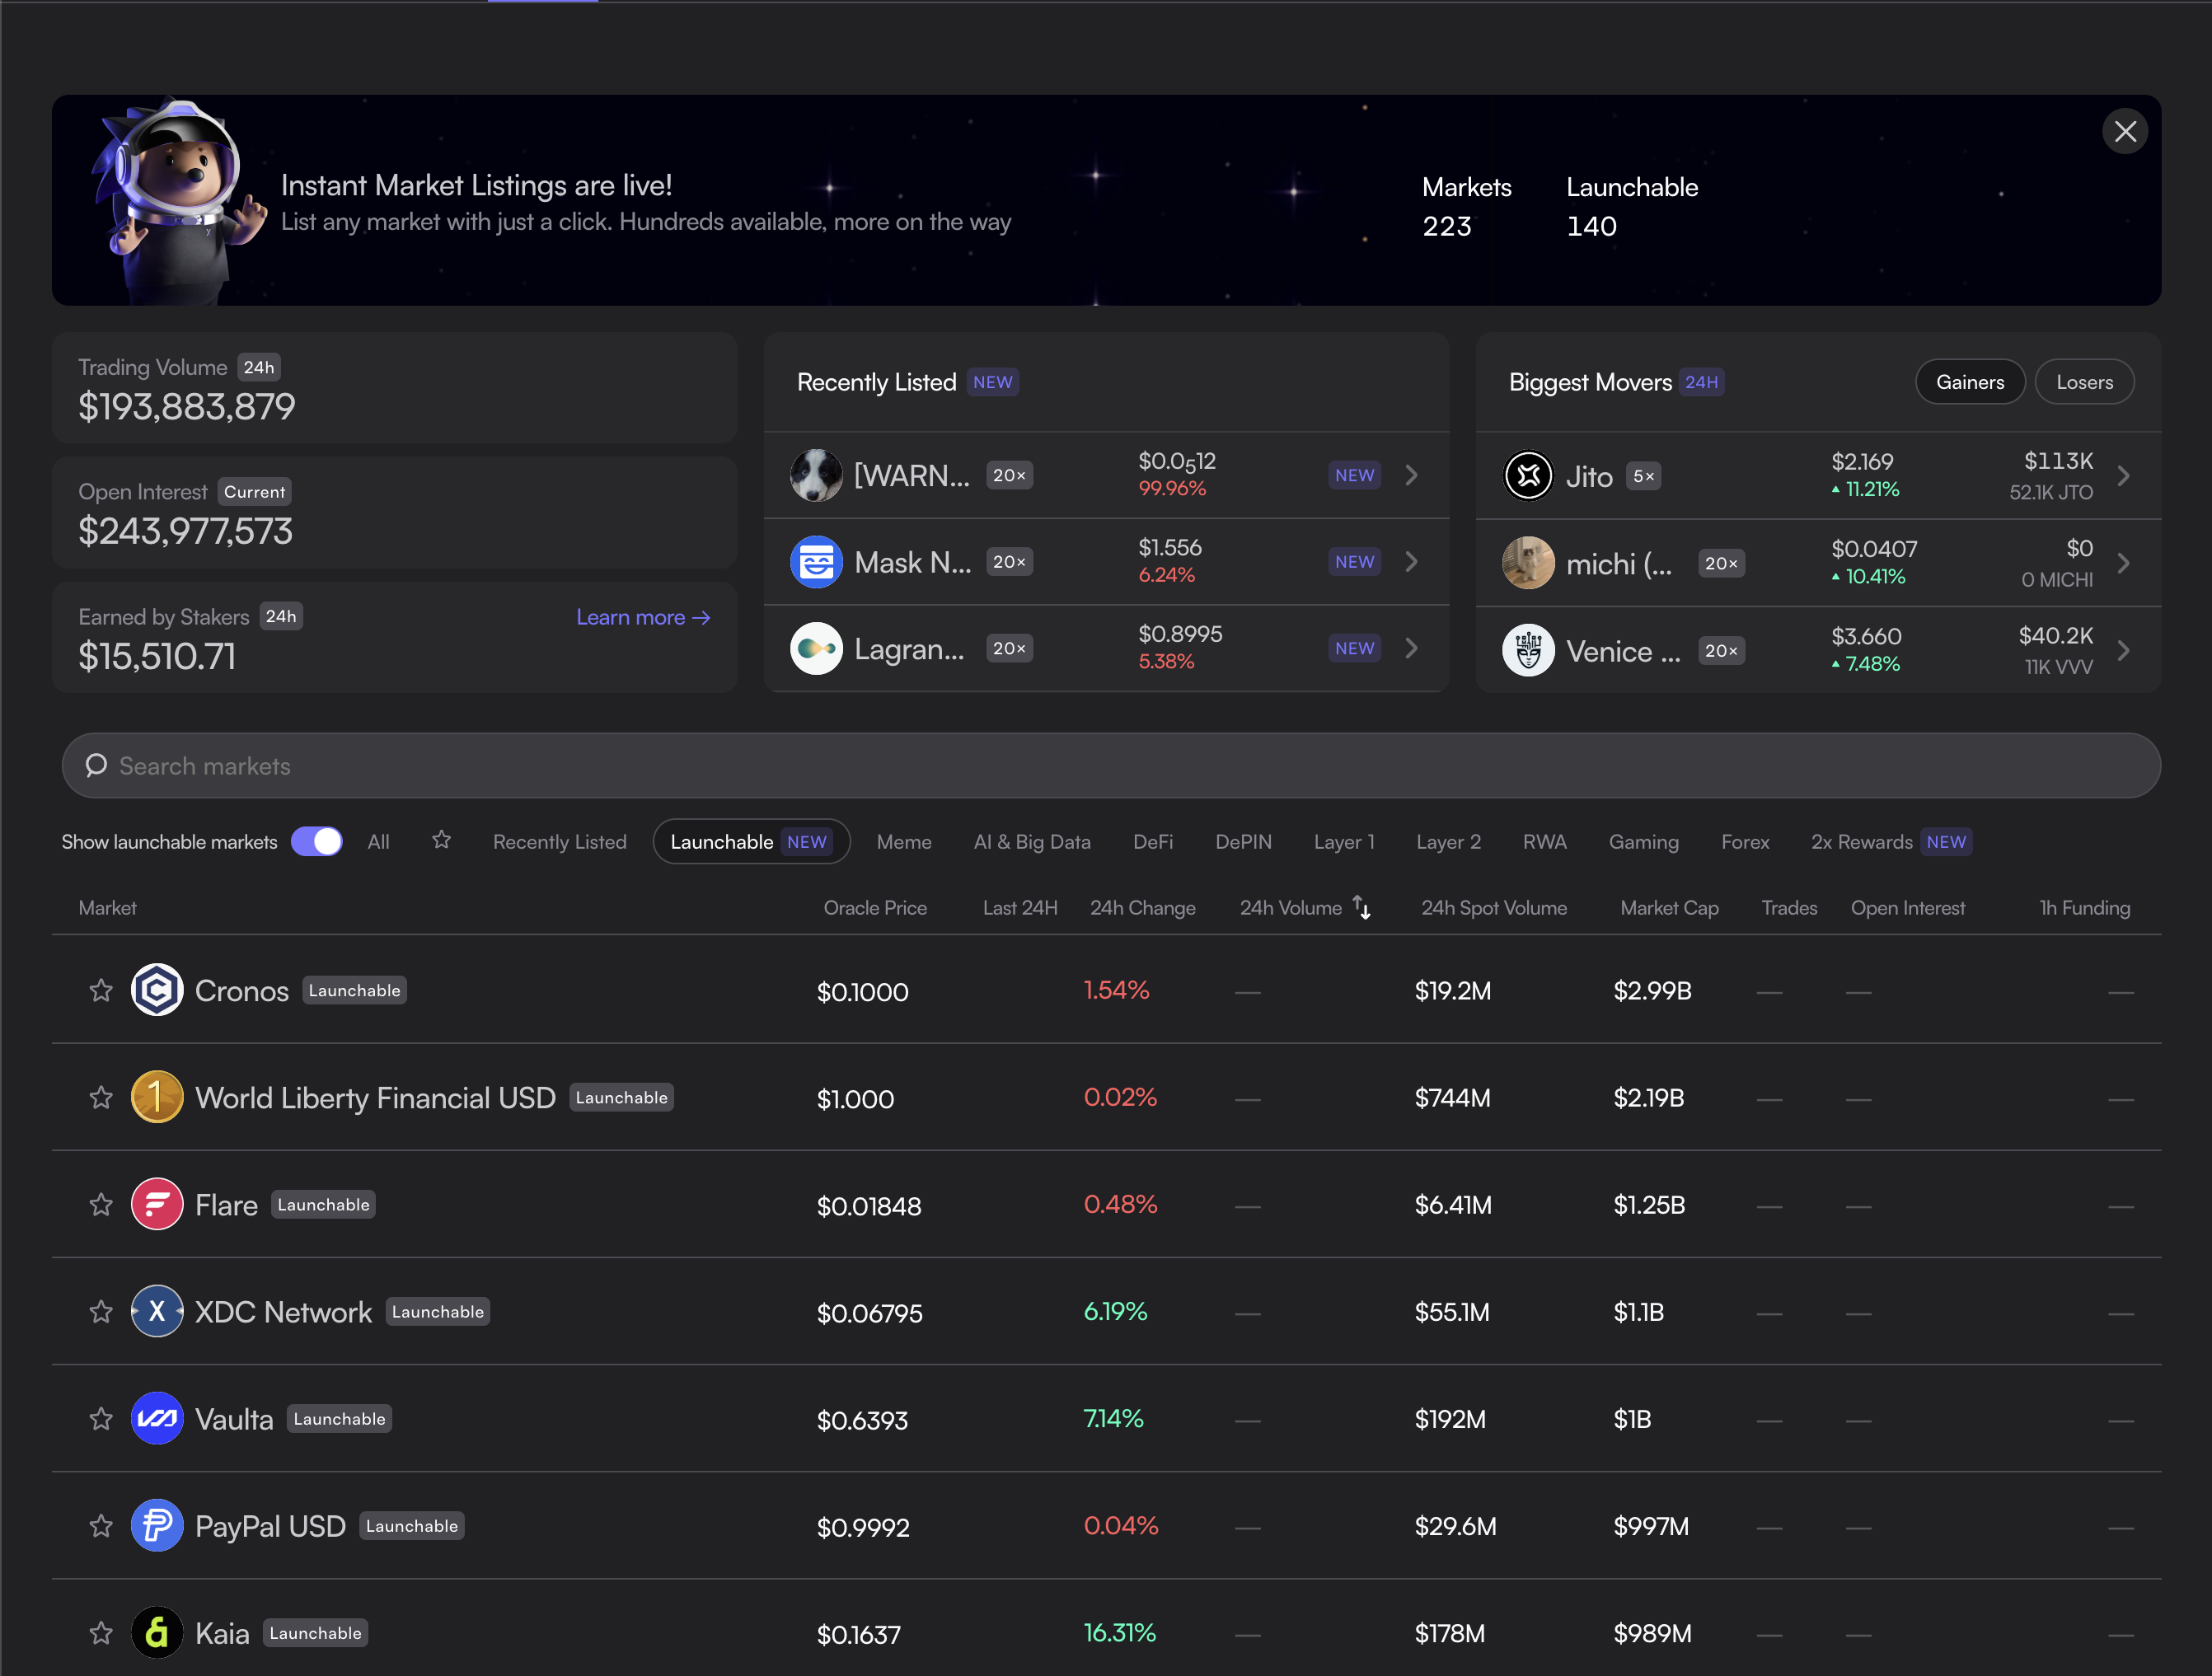 Instant Market Listings are live!
List any market with just a click. Hundreds available, more on the way
Markets
223
Launchable
140
Trading Volume 24h
$193,883,879
Open Interest Current
$243,977,573
Earned by Stakers 24h Learn more →
$15,510.71
Recently Listed NEW
[WARN... 20× $0.0₅12 99.96% NEW
Mask N... 20× $1.556 6.24% NEW
Lagran... 20× $0.8995 5.38% NEW
Biggest Movers 24H Gainers Losers
Jito 5× $2.169 11.21% $113K 52.1K JTO
michi (... 20× $0.0407 10.41% $0 0 MICHI
Venice ... 20× $3.660 7.48% $40.2K 11K VVV
Search markets
Show launchable markets All Recently Listed Launchable NEW Meme AI & Big Data DeFi DePIN Layer 1 Layer 2 RWA Gaming Forex 2x Rewards NEW
Market Oracle Price Last 24H 24h Change 24h Volume 24h Spot Volume Market Cap Trades Open Interest 1h Funding
Cronos Launchable $0.1000 1.54% — $19.2M $2.99B — — —
1 World Liberty Financial USD Launchable $1.000 0.02% — $744M $2.19B — — —
Flare Launchable $0.01848 0.48% — $6.41M $1.25B — — —
X XDC Network Launchable $0.06795 6.19% — $55.1M $1.1B — — —
Vaulta Launchable $0.6393 7.14% — $192M $1B — — —
PayPal USD Launchable $0.9992 0.04% — $29.6M $997M — — —
Kaia Launchable $0.1637 16.31% — $178M $989M — — —